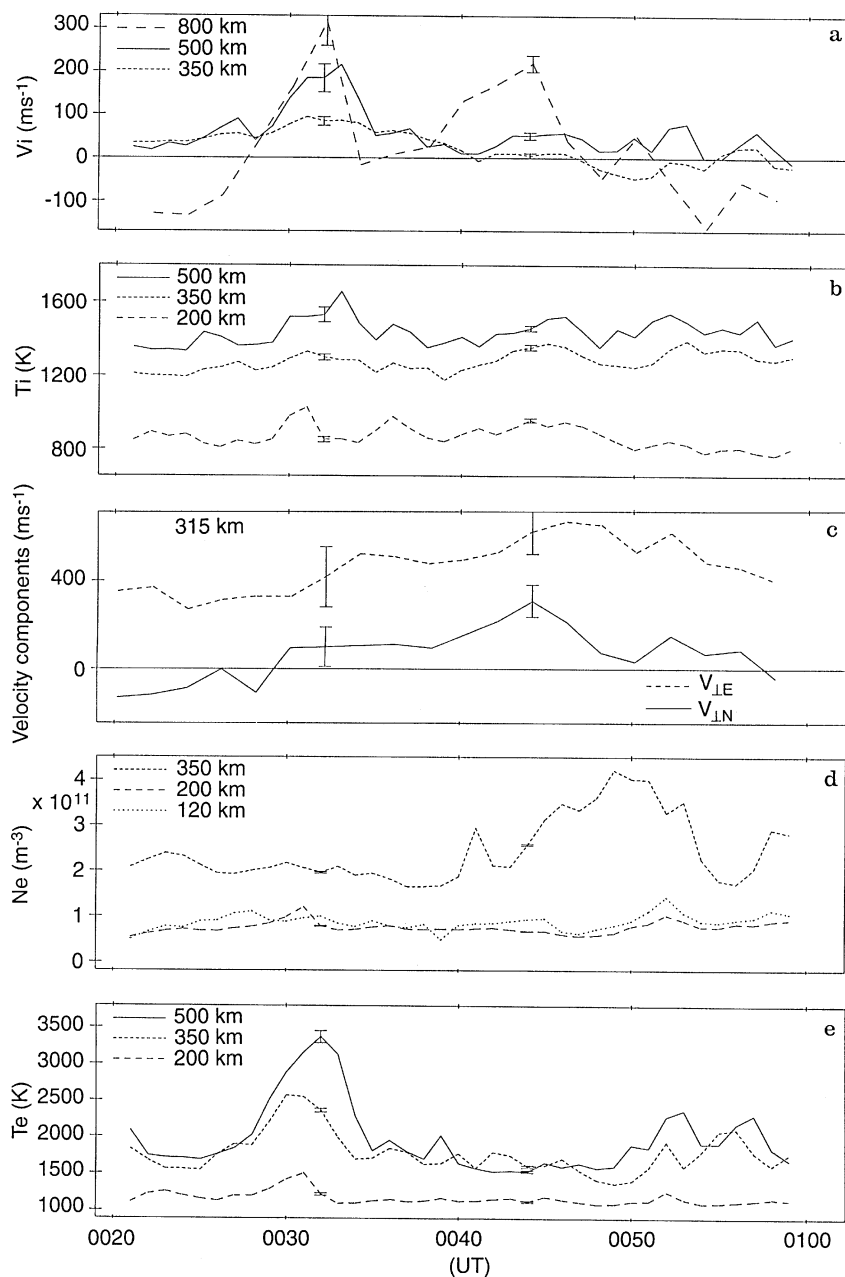 300
200
100
0
-100
Vi (ms-1)
800 km
500 km
350 km
a
1600
1200
800
Ti (K)
500 km
350 km
200 km
b
400
0
Velocity components (ms-1)
315 km
c
V⊥E
V⊥N
4
x 10¹¹
3
2
1
0
Ne (m-3)
350 km
200 km
120 km
d
3500
3000
2500
2000
1500
1000
Te (K)
500 km
350 km
200 km
e
0020
0030
0040
0050
0100
(UT)